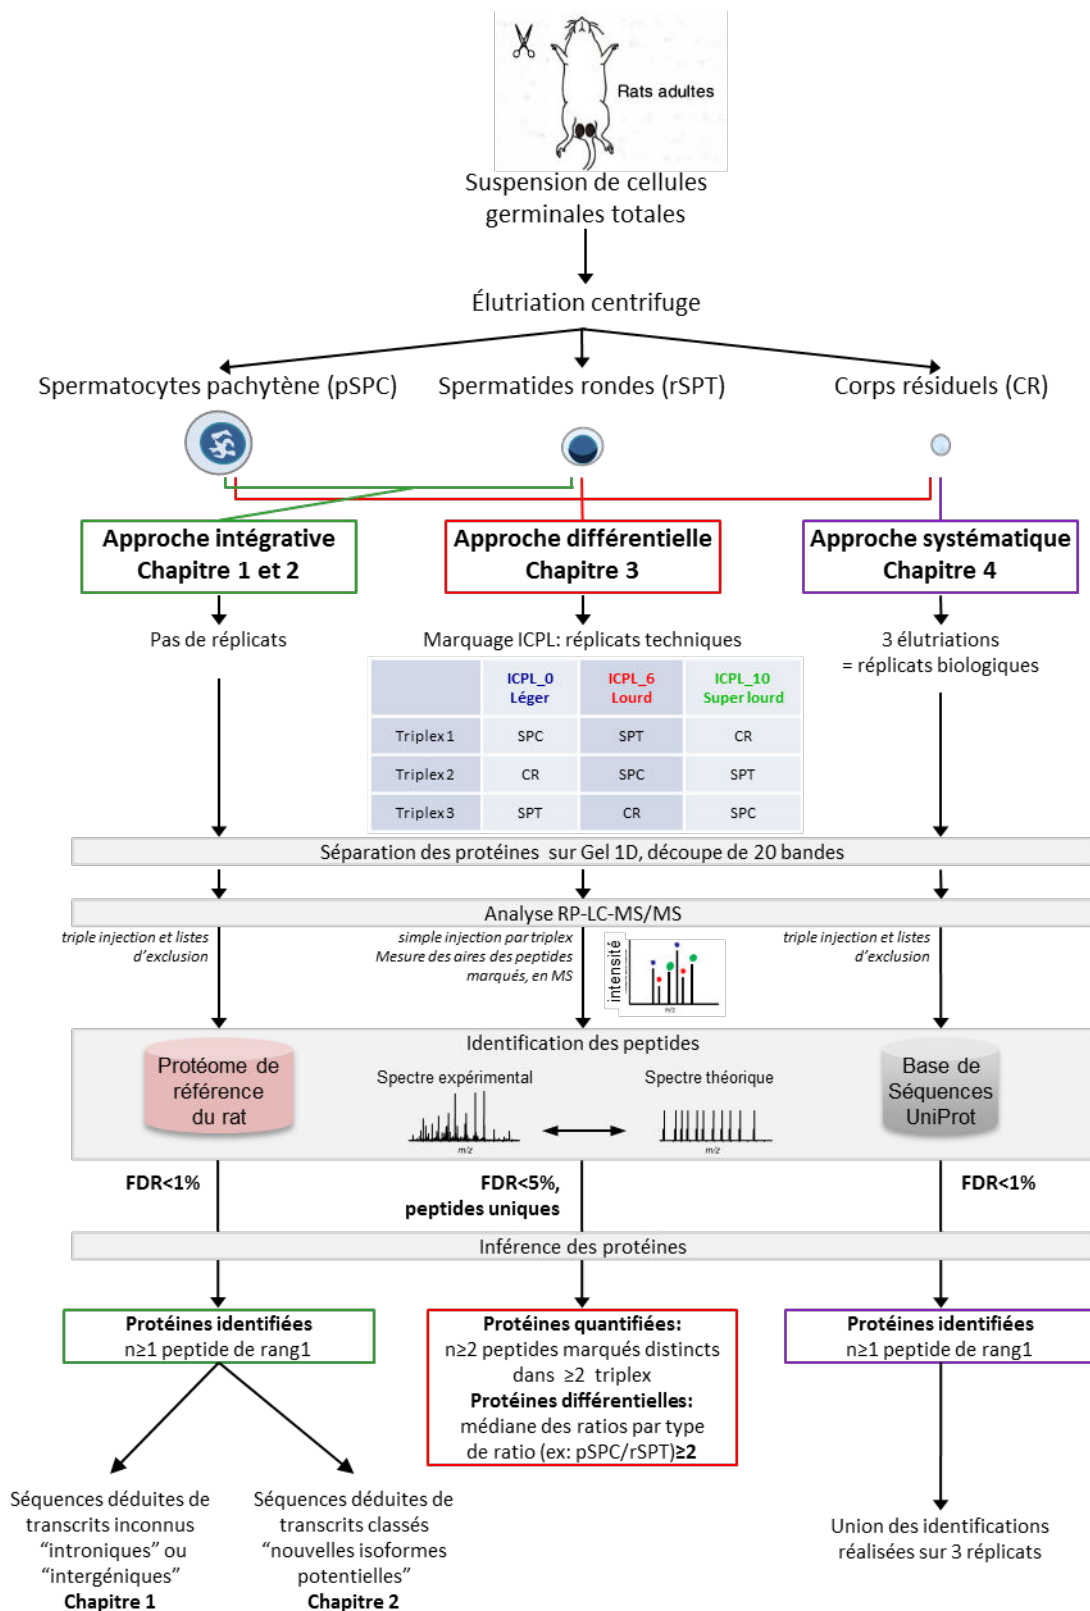 Rats adultes
Suspension de cellules
germinales totales
Élutriation centrifuge
Spermatocytes pachytène (pSPC)
Spermatides rondes (rSPT)
Corps résiduels (CR)
Approche intégrative
Chapitre 1 et 2
Approche différentielle
Chapitre 3
Approche systématique
Chapitre 4
Pas de réplicats
Marquage ICPL: réplicats techniques
3 élutriations
= réplicats biologiques
ICPL_0
Léger
ICPL_6
Lourd
ICPL_10
Super lourd
Triplex1 SPC SPT CR
Triplex2 CR SPC SPT
Triplex3 SPT CR SPC
Séparation des protéines sur Gel 1D, découpe de 20 bandes
Analyse RP-LC-MS/MS
triple injection et listes
d'exclusion
simple injection par triplex
Mesure des aires des peptides
marqués, en MS
intensité
m/z
triple injection et listes
d'exclusion
Identification des peptides
Protéome de
référence
du rat
Spectre expérimental
m/z
Spectre théorique
m/z
Base de
Séquences
UniProt
FDR<1%
FDR<5%,
peptides uniques
FDR<1%
Inférence des protéines
Protéines identifiées
n≥1 peptide de rang1
Protéines quantifiées:
n≥2 peptides marqués distincts
dans ≥2 triplex
Protéines différentielles:
médiane des ratios par type
de ratio (ex: pSPC/rSPT)≥2
Protéines identifiées
n≥1 peptide de rang1
Séquences déduites de
transcrits inconnus
"introniques" ou
"intergéniques"
Chapitre 1
Séquences déduites de
transcrits classés
"nouvelles isoformes
potentielles"
Chapitre 2
Union des identifications
réalisées sur 3 réplicats